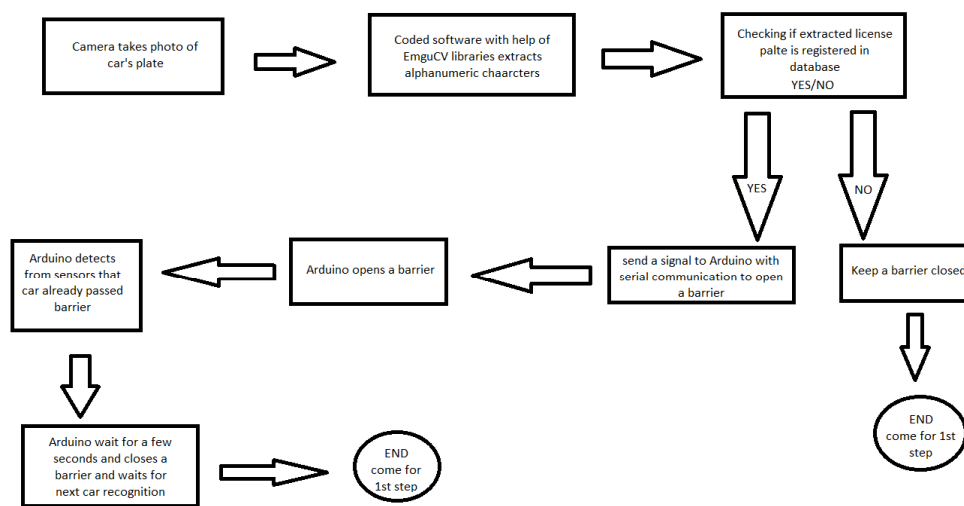 Camera takes photo of
car's plate
Coded software with help of
EmguCV libraries extracts
alphanumeric chaarcters
Checking if extracted license
palte is registered in
database
YES/NO
YES
NO
Arduino detects
from sensors that
car already passed
barrier
Arduino opens a barrier
send a signal to Arduino with
serial communication to open
a barrier
Keep a barrier closed
Arduino wait for a few
seconds and closes a
barrier and waits for
next car recognition
END
come for
1st step
END
come for 1st
step